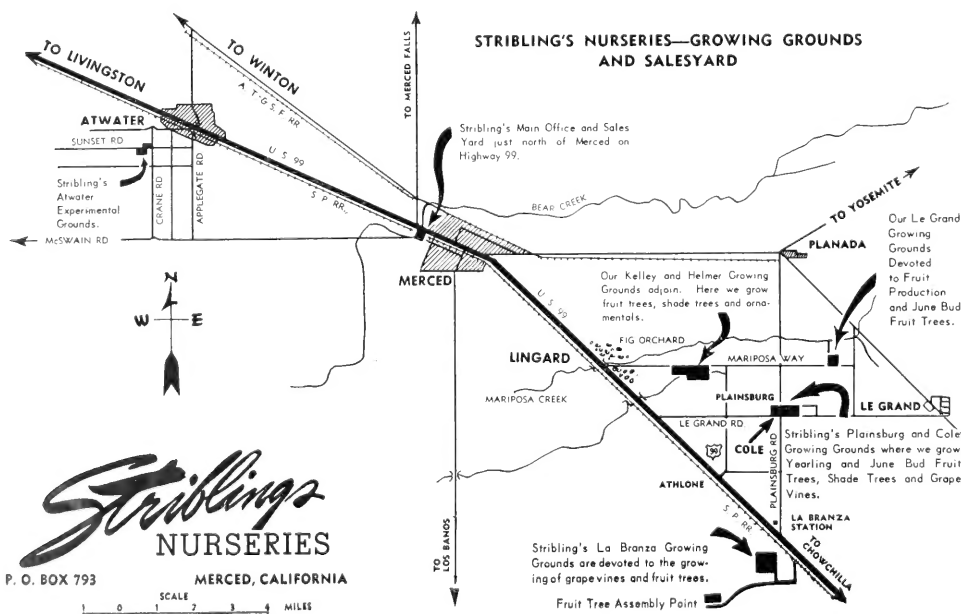 STRIBLING'S NURSERIES—GROWING GROUNDS
AND SALESYARD
TO LIVINGSTON
TO WINTON
A. T. & S. F. RR
TO MERCED FALLS
ATWATER
SUNSET RD
Stribling's
Atwater
Experimental
Grounds.
CRANE RD
APPLEGATE RD
U S 99
S P RR.
McSWAIN RD
Stribling's Main Office and Sales
Yard just north of Merced on
Highway 99.
BEAR CREEK
TO YOSEMITE
PLANADA
Our Le Grand
Growing
Grounds
Devoted
to Fruit
Production
and June Bud
Fruit Trees.
MERCED
Our Kelley and Helmer Growing
Grounds adjoin. Here we grow
fruit trees, shade trees and orna-
mentals.
N
W E
U S 99
LINGARD
FIG ORCHARD
MARIPOSA WAY
MARIPOSA CREEK
PLAINSBURG
LE GRAND
LE GRAND RD.
99
COLE
PLAINSBURG RD
Stribling's Plainsburg and Cole
Growing Grounds where we grow
Yearling and June Bud Fruit
Trees, Shade Trees and Grape
Vines.
ATHLONE
S. P. RR
LA BRANZA
STATION
TO
CHOWCHILLA
TO
LOS BANOS
Stribling's La Branza Growing
Grounds are devoted to the grow-
ing of grapevines and fruit trees.
Fruit Tree Assembly Point
Striblings
NURSERIES
P. O. BOX 793
MERCED, CALIFORNIA
SCALE
1 0 1 2 3 4 MILES